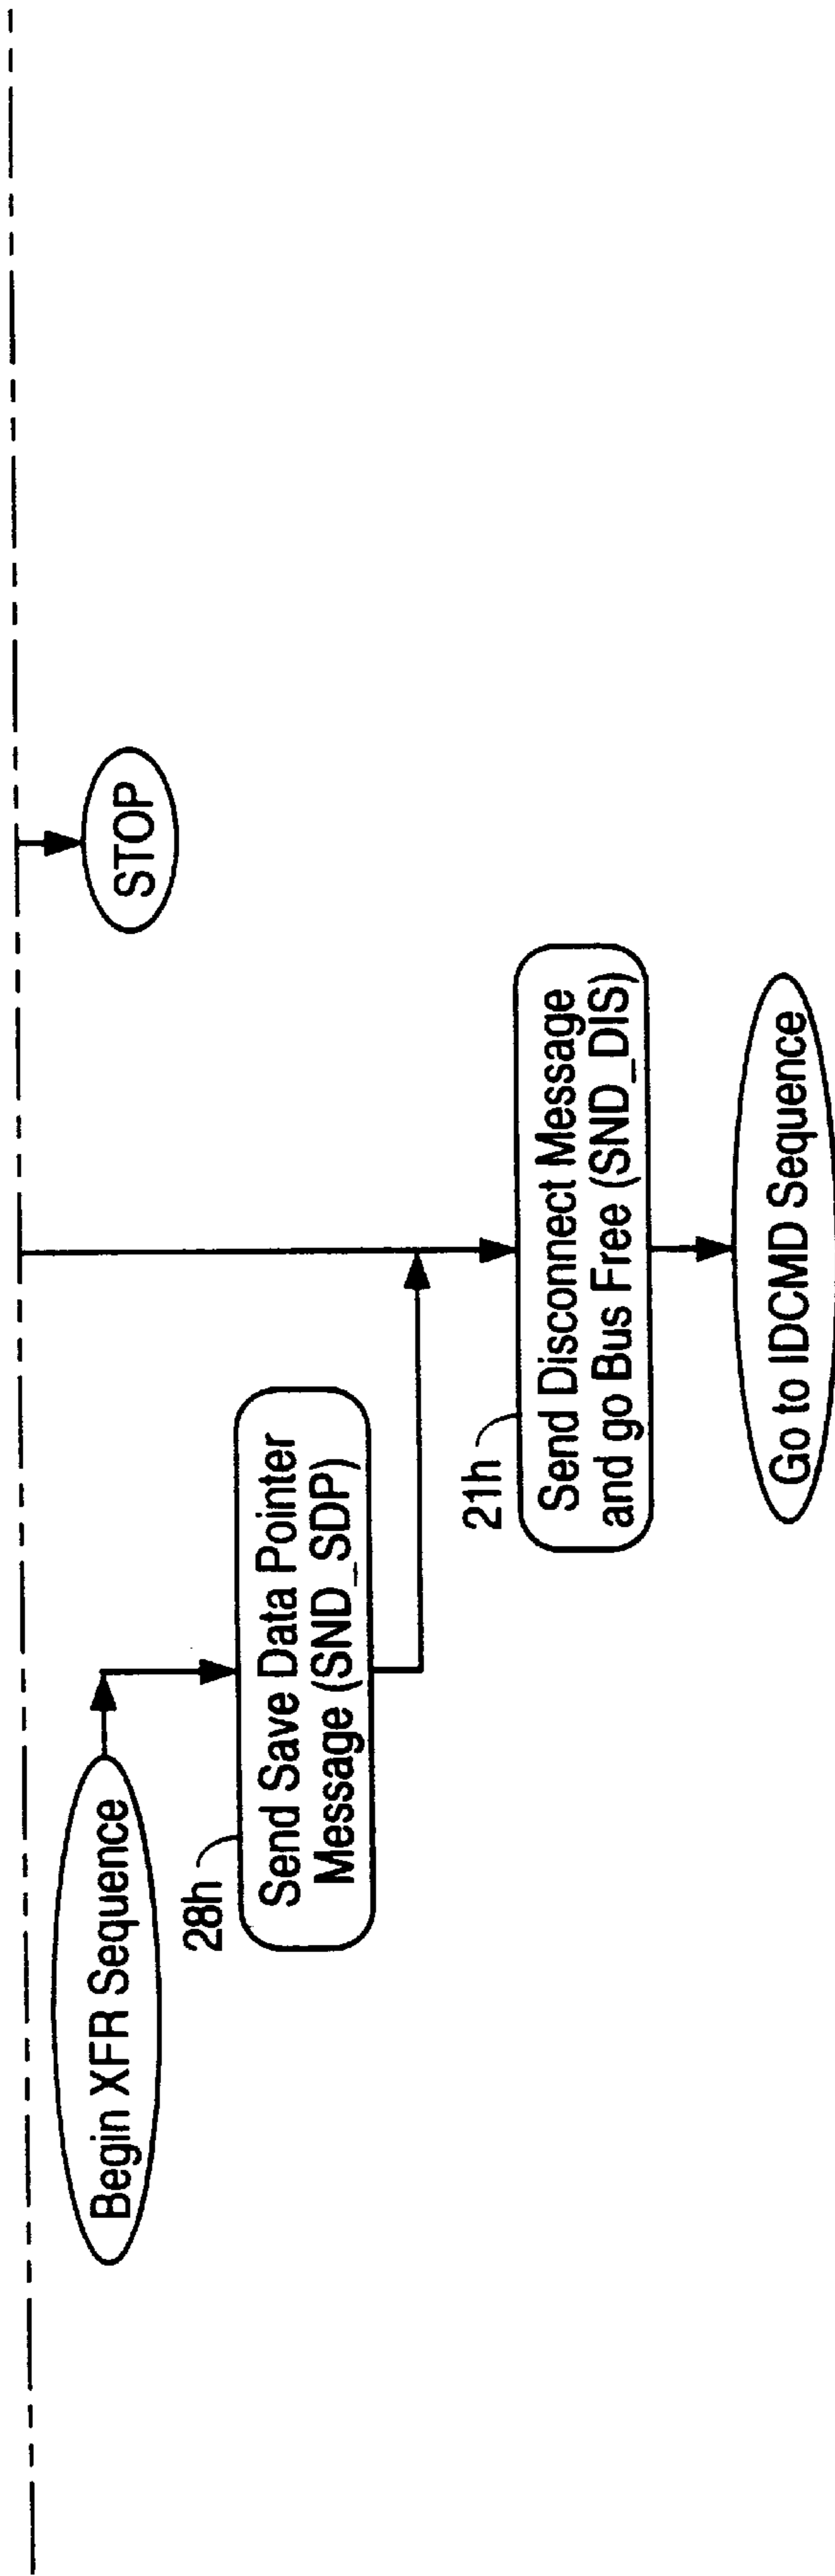 Begin XFR Sequence
STOP
28h
Send Save Data Pointer
Message (SND_SDP)
21h
Send Disconnect Message
and go Bus Free (SND_DIS)
Go to IDCMD Sequence